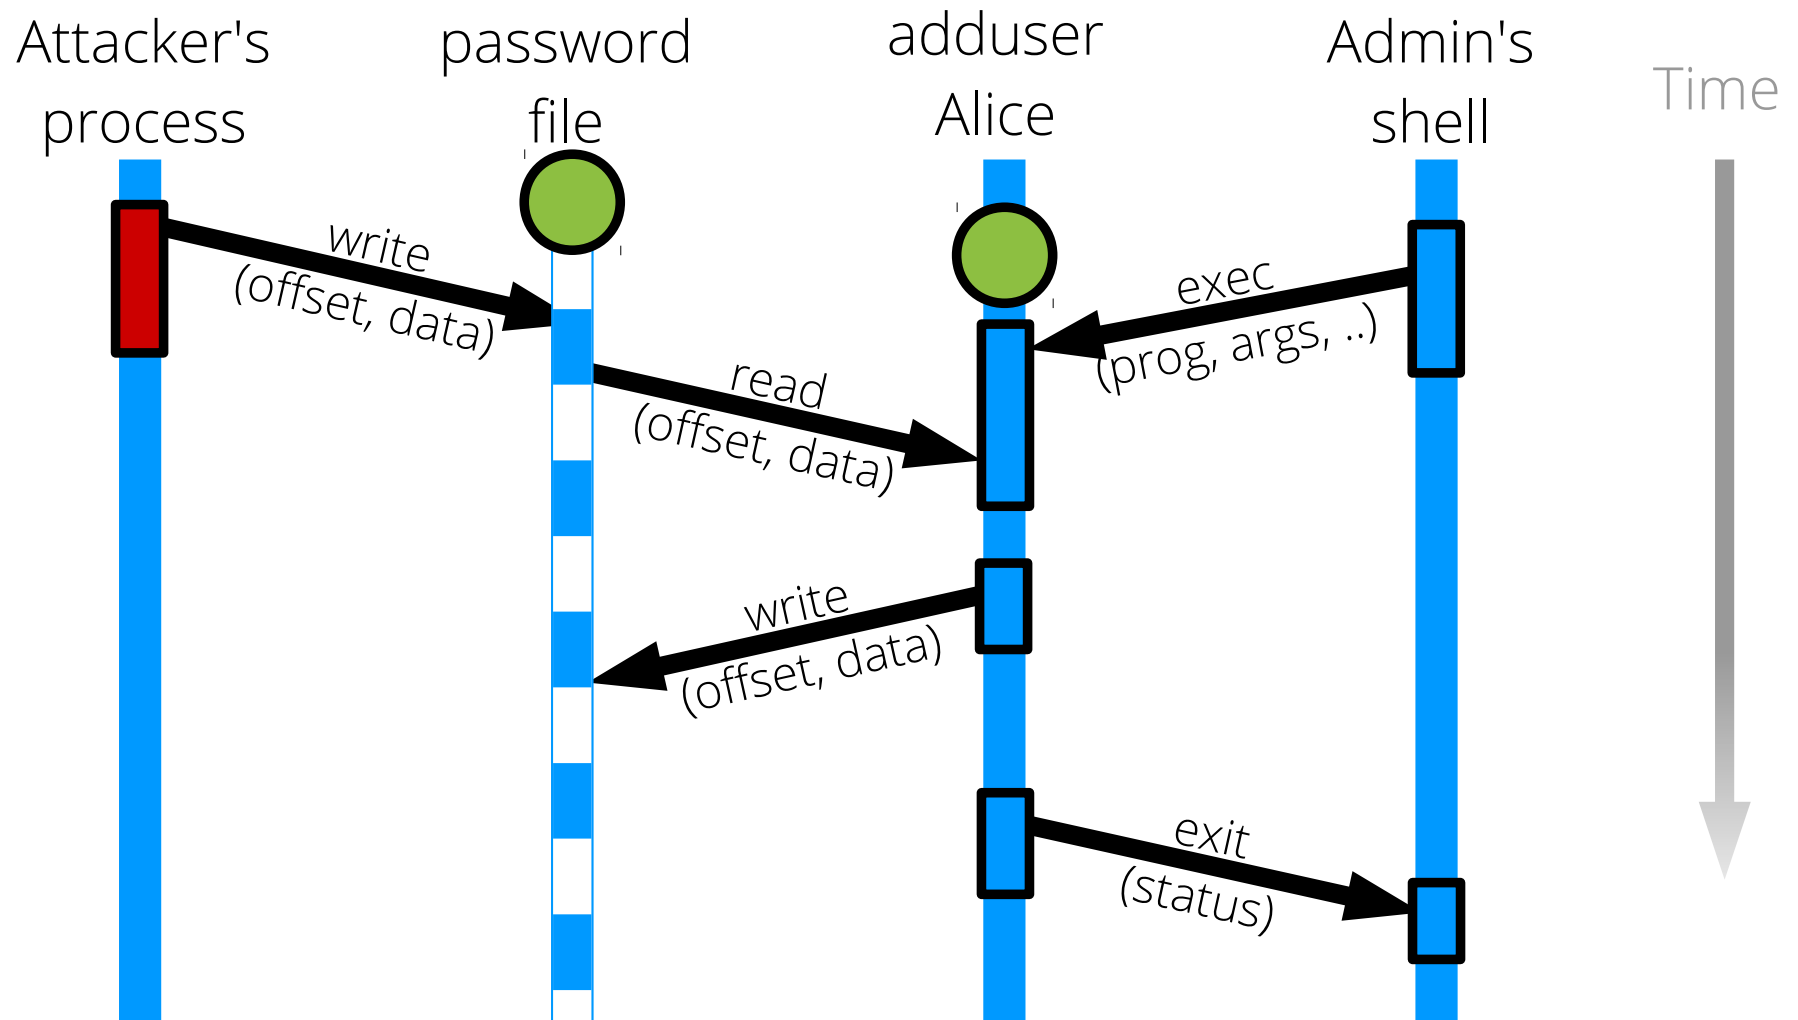 Attacker's
process
password
file
adduser
Alice
Admin's
shell
Time
write
(offset, data)
exec
(prog, args, ..)
read
(offset, data)
write
(offset, data)
exit
(status)